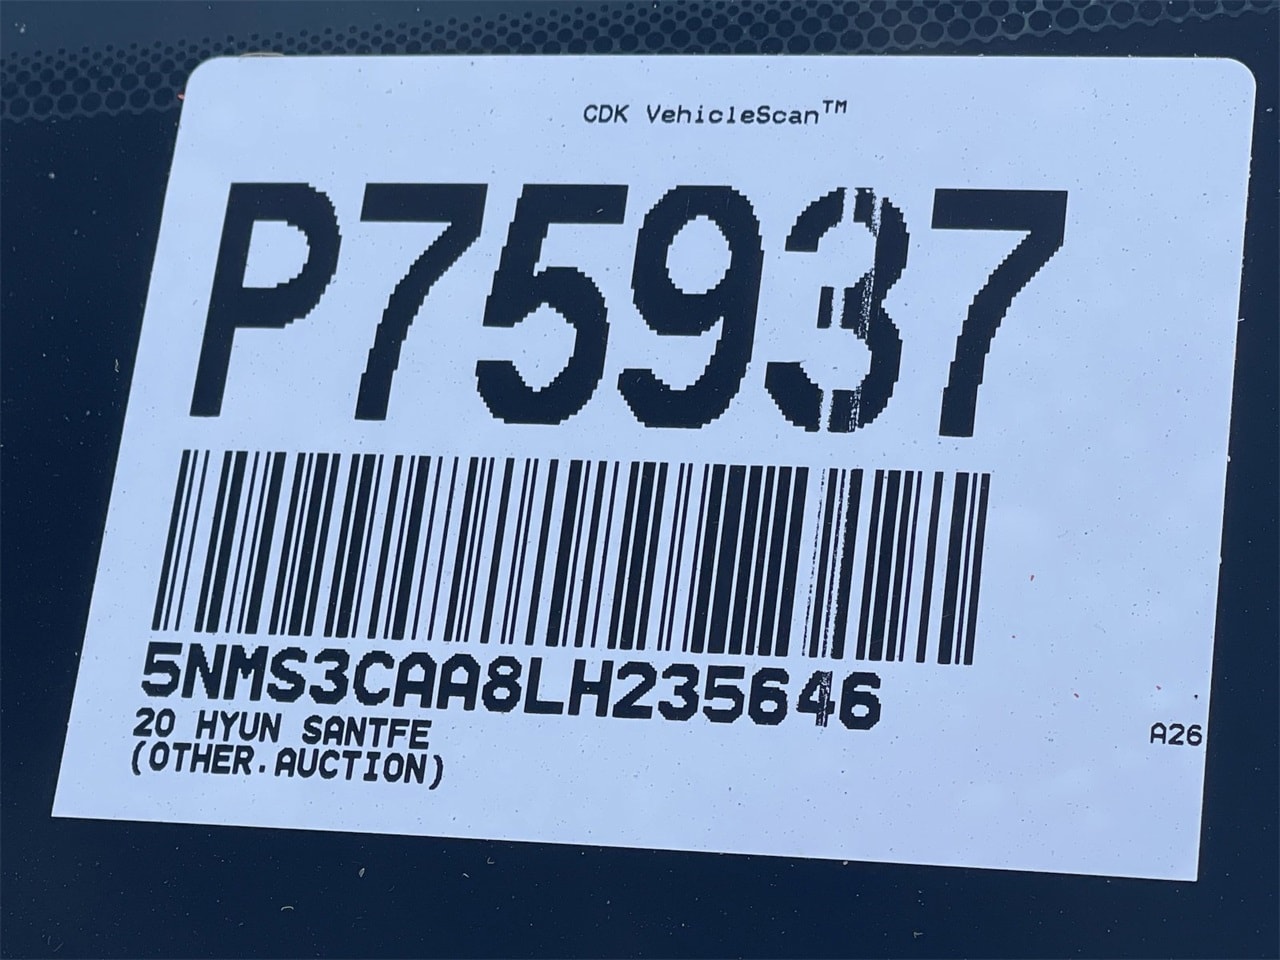 CDK VehicleScan™
P75937
5NMS3CAA8LH235646
20 HYUN SANTFE
(OTHER.AUCTION)
A26